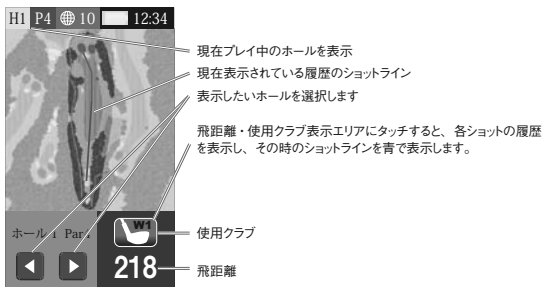 H1 P4 10 12:34
現在プレイ中のホールを表示
現在表示されている履歴のショットライン
表示したいホールを選択します
飛距離・使用クラブ表示エリアにタッチすると、各ショットの履歴
を表示し、その時のショットラインを青で表示します。
ホール 1 Par4
W1
使用クラブ
218
飛距離